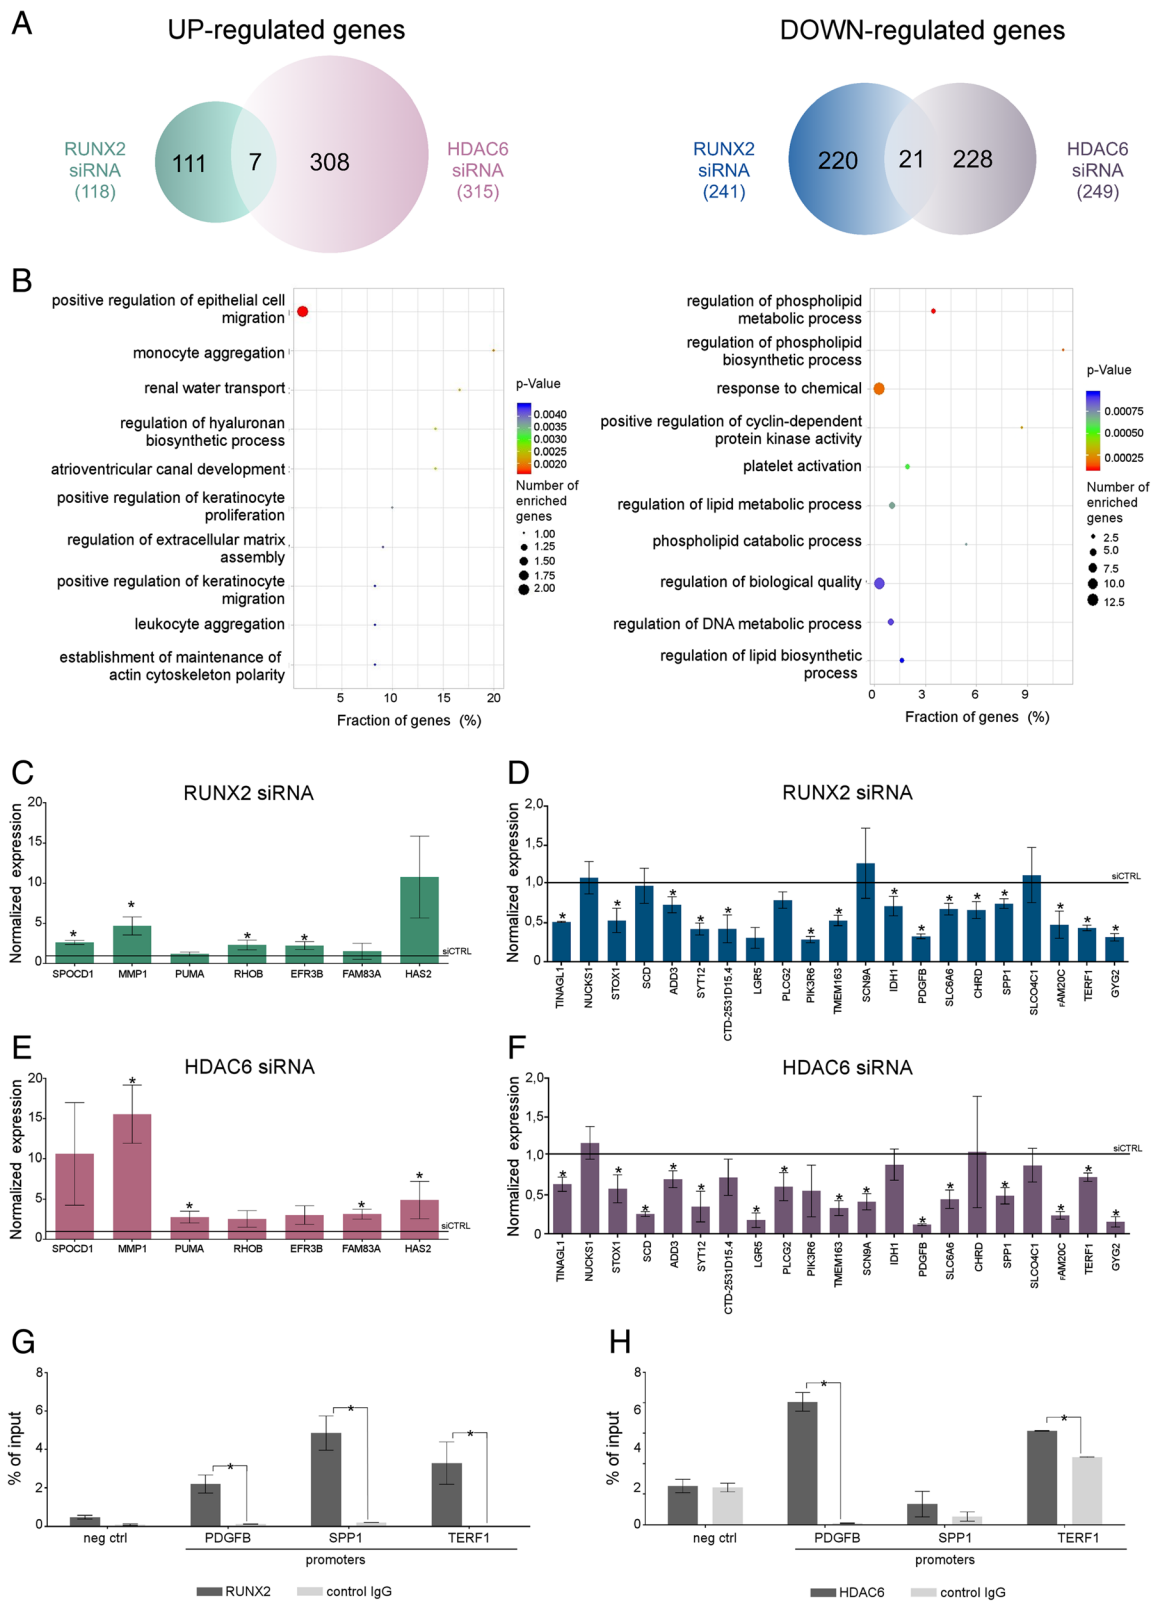 A
UP-regulated genes
DOWN-regulated genes
RUNX2
siRNA
(118)
111
7
308
HDAC6
siRNA
(315)
RUNX2
siRNA
(241)
220
21
228
HDAC6
siRNA
(249)
B
positive regulation of epithelial cell
migration
monocyte aggregation
renal water transport
regulation of hyaluronan
biosynthetic process
atrioventricular canal development
positive regulation of keratinocyte
proliferation
regulation of extracellular matrix
assembly
positive regulation of keratinocyte
migration
leukocyte aggregation
establishment of maintenance of
actin cytoskeleton polarity
5
10
15
20
Fraction of genes (%)
p-Value
0.0040
0.0035
0.0030
0.0025
0.0020
Number of
enriched
genes
1.00
1.25
1.50
1.75
2.00
regulation of phospholipid
metabolic process
regulation of phospholipid
biosynthetic process
response to chemical
positive regulation of cyclin-dependent
protein kinase activity
platelet activation
regulation of lipid metabolic process
phospholipid catabolic process
regulation of biological quality
regulation of DNA metabolic process
regulation of lipid biosynthetic
process
0
3
6
9
Fraction of genes (%)
p-Value
0.00075
0.00050
0.00025
Number of
enriched
genes
2.5
5.0
7.5
10.0
12.5
C
RUNX2 siRNA
Normalized expression
20
15
10
5
0
* * * *
siCTRL
SPOCD1 MMP1 PUMA RHOB EFR3B FAM83A HAS2
D
RUNX2 siRNA
Normalized expression
2,0
1,5
1,0
0,5
0
siCTRL
* * * * * * * * * * * * * * *
TINAGL1 NUCKS1 STOX1 SCD ADD3 SYT12 CTD-2531D15.4 LGR5 PLCG2 PIK3R6 TMEM163 SCN9A IDH1 PDGFB SLC6A6 CHRD SPP1 SLCO4C1 FAM20C TERF1 GYG2
E
HDAC6 siRNA
Normalized expression
20
15
10
5
0
* * * *
siCTRL
SPOCD1 MMP1 PUMA RHOB EFR3B FAM83A HAS2
F
HDAC6 siRNA
Normalized expression
2,0
1,5
1,0
0,5
0
siCTRL
* * * * * * * * * * * * * * *
TINAGL1 NUCKS1 STOX1 SCD ADD3 SYT12 CTD-2531D15.4 LGR5 PLCG2 PIK3R6 TMEM163 SCN9A IDH1 PDGFB SLC6A6 CHRD SPP1 SLCO4C1 FAM20C TERF1 GYG2
G
% of input
8
6
4
2
0
* * *
neg ctrl PDGFB SPP1 TERF1
promoters
RUNX2 control IgG
H
% of input
8
6
4
2
0
* *
neg ctrl PDGFB SPP1 TERF1
promoters
HDAC6 control IgG